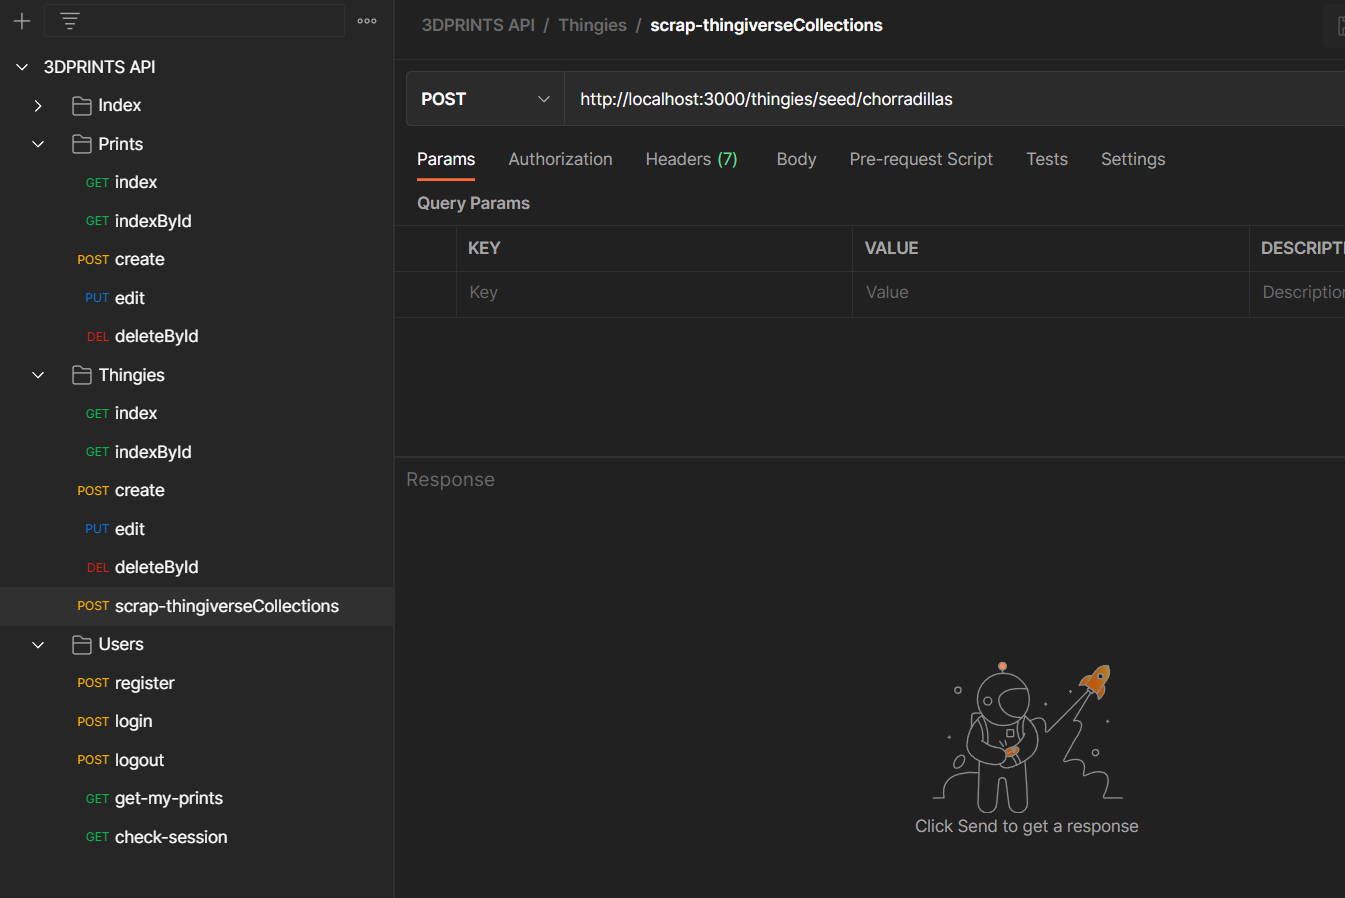 3DPRINTS API
Index
Prints
GET index
GET indexById
POST create
PUT edit
DEL deleteById
Thingies
GET index
GET indexById
POST create
PUT edit
DEL deleteById
POST scrap-thingiverseCollections
Users
POST register
POST login
POST logout
GET get-my-prints
GET check-session
3DPRINTS API / Thingies / scrap-thingiverseCollections
POST http://localhost:3000/thingies/seed/chorradillas
Params Authorization Headers (7) Body Pre-request Script Tests Settings
Query Params
KEY VALUE DESCRIPTI
Key Value Description
Response
Click Send to get a response